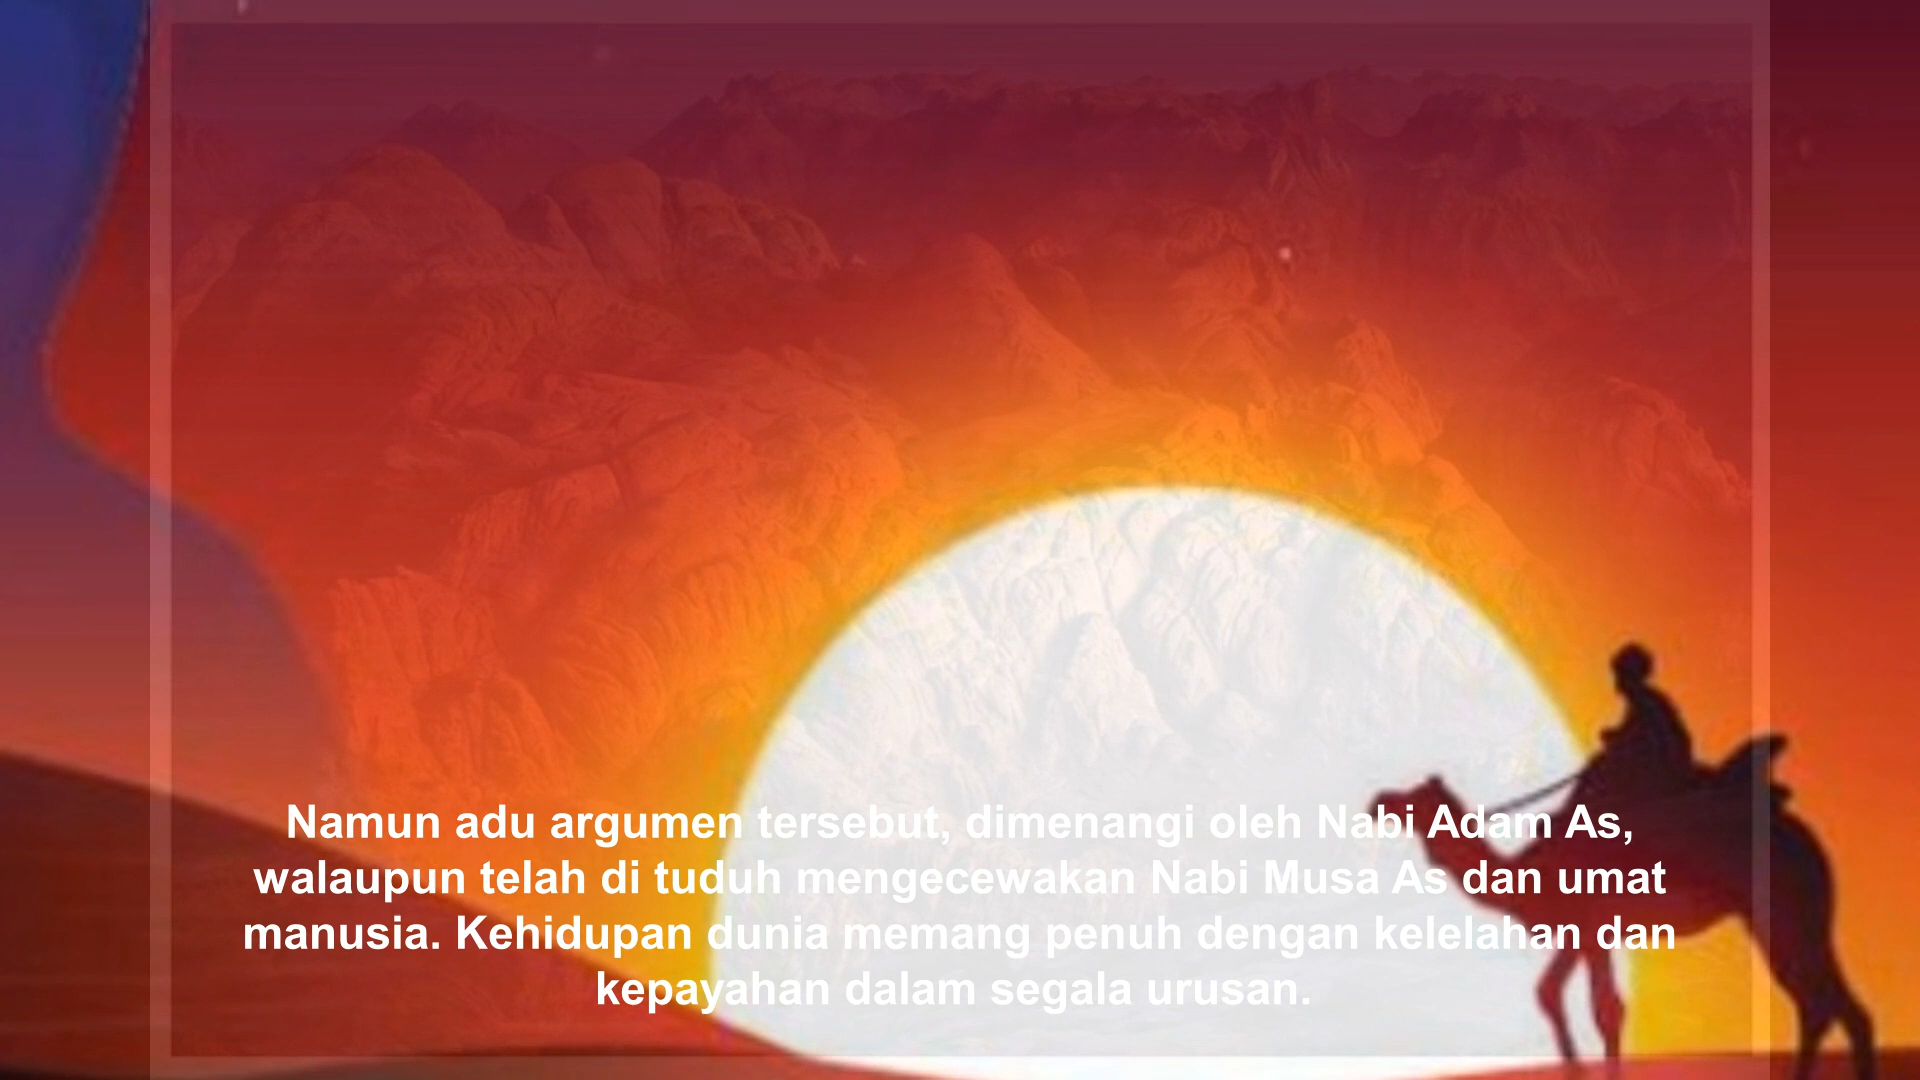 Namun adu argumen tersebut, dimenangi oleh Nabi Adam As,
walaupun telah di tuduh mengecewakan Nabi Musa As dan umat
manusia. Kehidupan dunia memang penuh dengan kelelahan dan
kepayahan dalam segala urusan.